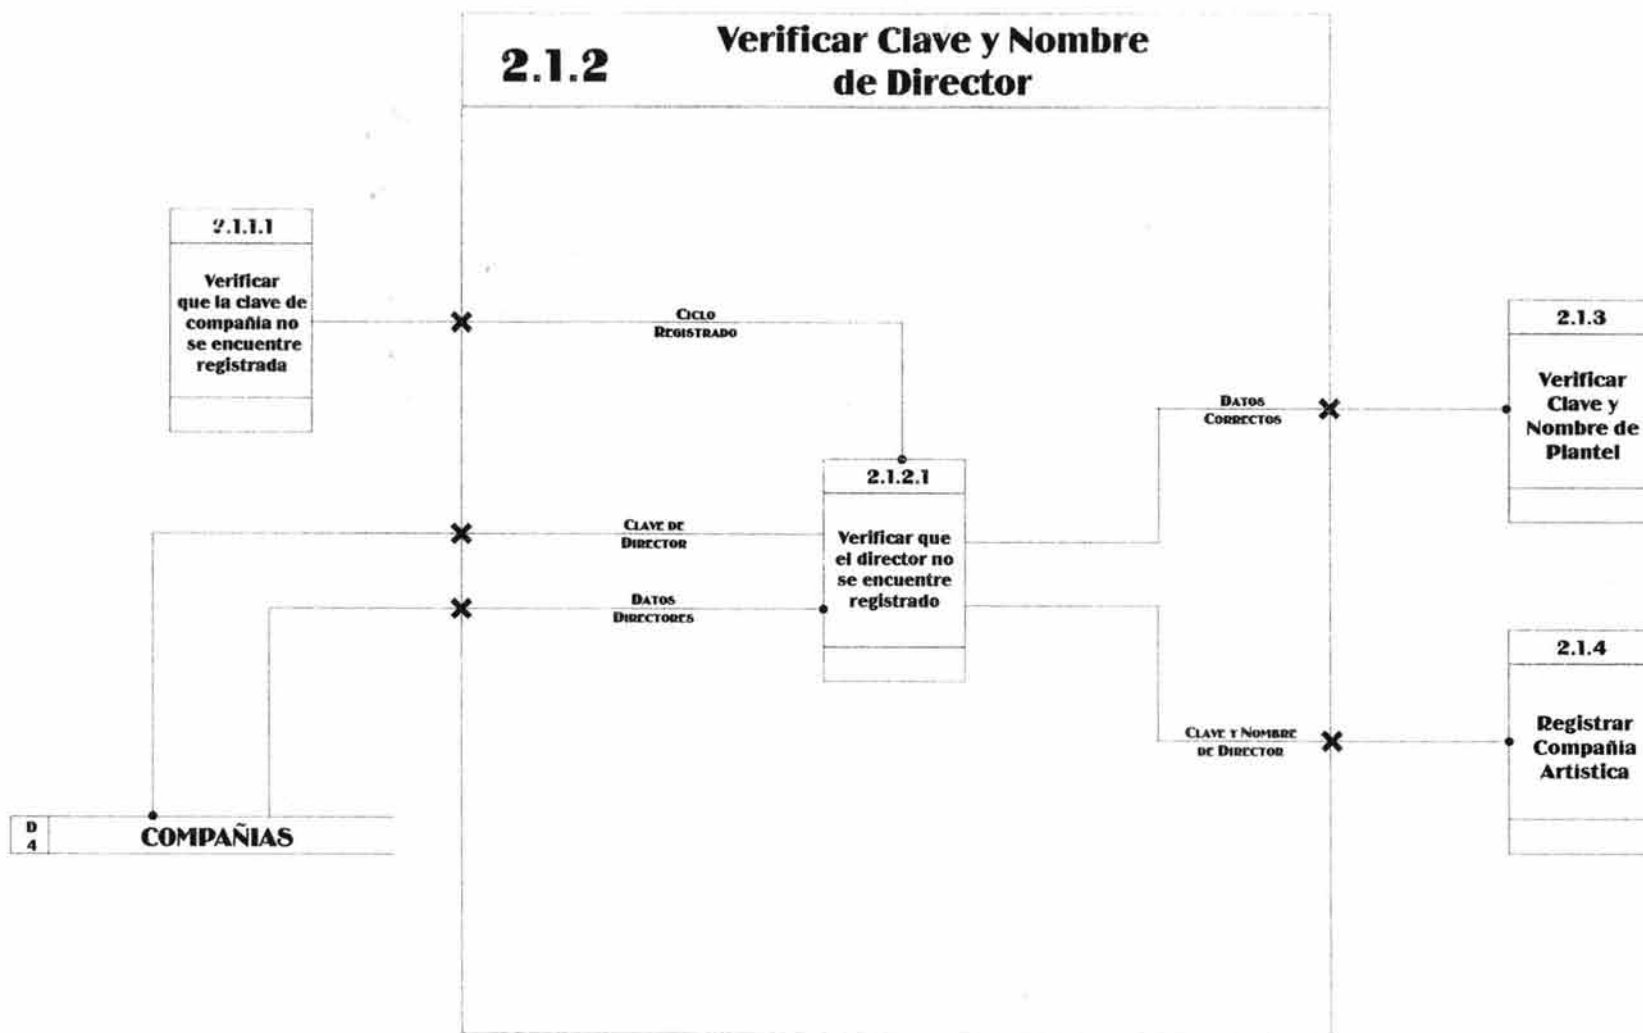 2.1.2
Verificar Clave y Nombre
de Director
2.1.1.1
Verificar
que la clave de
compañia no
se encuentre
registrada
CICLO
REGISTRADO
2.1.3
Verificar
Clave y
Nombre de
Plantel
DATOS
CORRECTOS
2.1.2.1
Verificar que
el director no
se encuentre
registrado
CLAVE DE
DIRECTOR
DATOS
DIRECTORES
2.1.4
Registrar
Compañia
Artistica
CLAVE Y NOMBRE
DE DIRECTOR
D
4
COMPAÑIAS